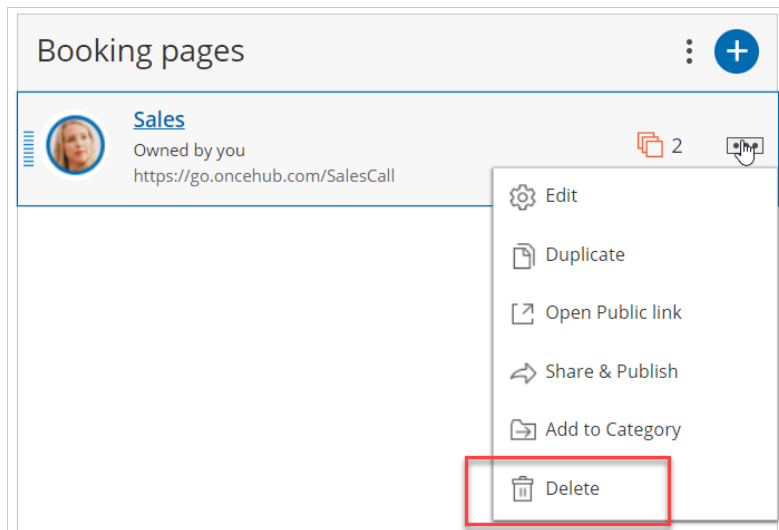 Booking pages
Sales
Owned by you
2
https://go.oncehub.com/SalesCall
Edit
Duplicate
Open Public link
Share & Publish
Add to Category
Delete